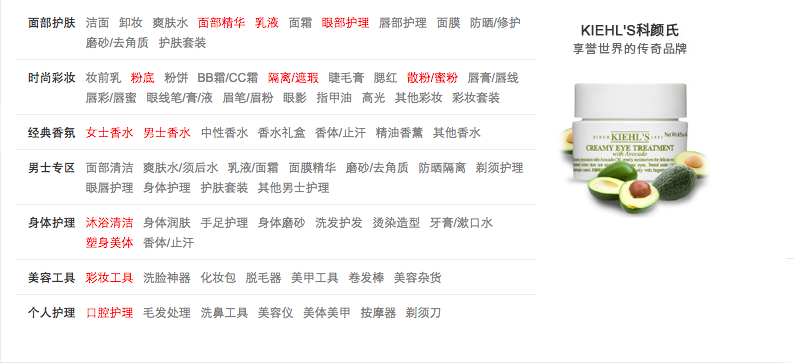 面部护肤 洁面 卸妆 爽肤水 面部精华 乳液 面霜 眼部护理 唇部护理 面膜 防晒/修护
磨砂/去角质 护肤套装
时尚彩妆 妆前乳 粉底 粉饼 BB霜/CC霜 隔离/遮瑕 睫毛膏 腮红 散粉/蜜粉 唇膏/唇线
唇彩/唇蜜 眼线笔/膏/液 眉笔/眉粉 眼影 指甲油 高光 其他彩妆 彩妆套装
经典香氛 女士香水 男士香水 中性香水 香水礼盒 香体/止汗 精油香薰 其他香水
男士专区 面部清洁 爽肤水/须后水 乳液/面霜 面膜精华 磨砂/去角质 防晒隔离 剃须护理
眼唇护理 身体护理 护肤套装 其他男士护理
身体护理 沐浴清洁 身体润肤 手足护理 身体磨砂 洗发护发 烫染造型 牙膏/漱口水
塑身美体 香体/止汗
美容工具 彩妆工具 洗脸神器 化妆包 脱毛器 美甲工具 卷发棒 美容杂货
个人护理 口腔护理 毛发处理 洗鼻工具 美容仪 美体美甲 按摩器 剃须刀
KIEHL'S科颜氏
享誉世界的传奇品牌
KIEHL'S
CREAMY EYE TREATMENT
with Avocado